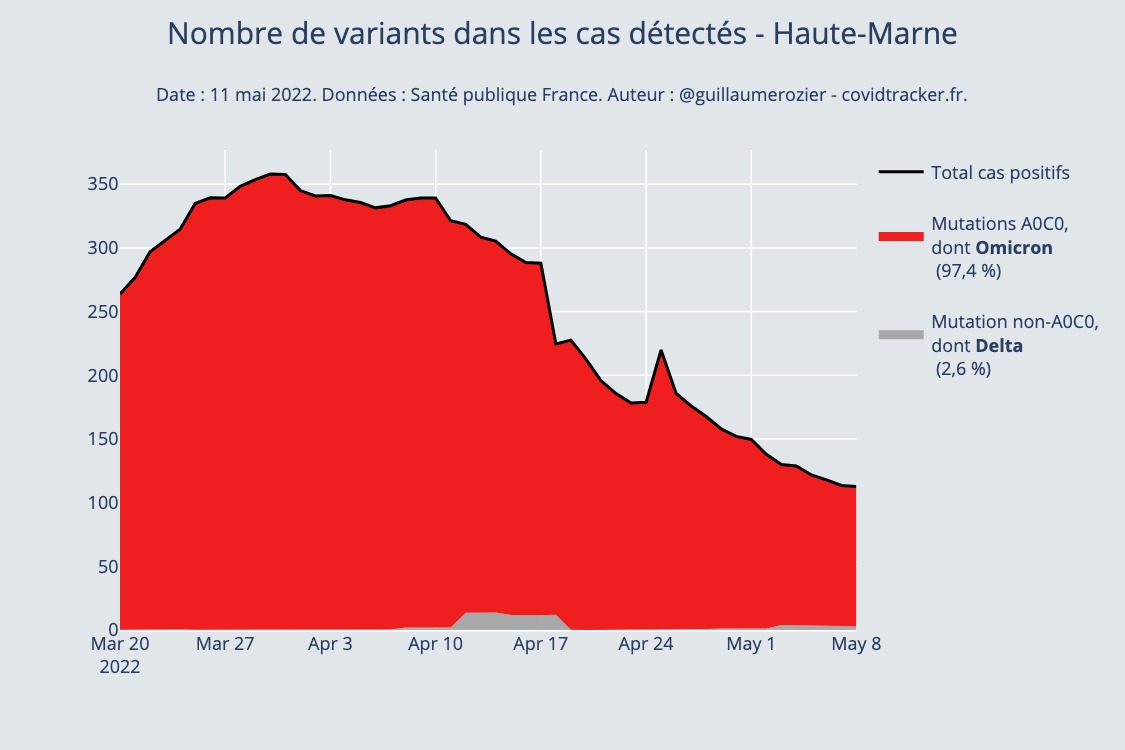 Nombre de variants dans les cas détectés - Haute-Marne
Date : 11 mai 2022. Données : Santé publique France. Auteur : @guillaumerozier - covidtracker.fr.
350
300
250
200
150
100
50
0
Mar 20
2022
Mar 27
Apr 3
Apr 10
Apr 17
Apr 24
May 1
May 8
Total cas positifs
Mutations A0C0,
dont Omicron
(97,4 %)
Mutation non-A0C0,
dont Delta
(2,6 %)